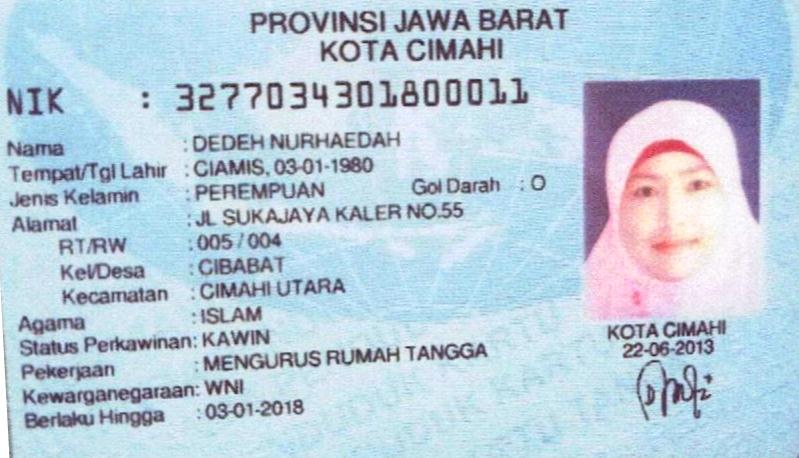 PROVINSI JAWA BARAT
KOTA CIMAHI
NIK : 3277034301800011
Nama : DEDEH NURHAEDAH
Tempat/Tgl Lahir : CIAMIS, 03-01-1980
Jenis Kelamin : PEREMPUAN Gol Darah : O
Alamat : JL SUKAJAYA KALER NO.55
RT/RW : 005 / 004
Kel/Desa : CIBABAT
Kecamatan : CIMAHI UTARA
Agama : ISLAM
Status Perkawinan: KAWIN
Pekerjaan : MENGURUS RUMAH TANGGA
Kewarganegaraan: WNI
Berlaku Hingga : 03-01-2018
KOTA CIMAHI
22-06-2013